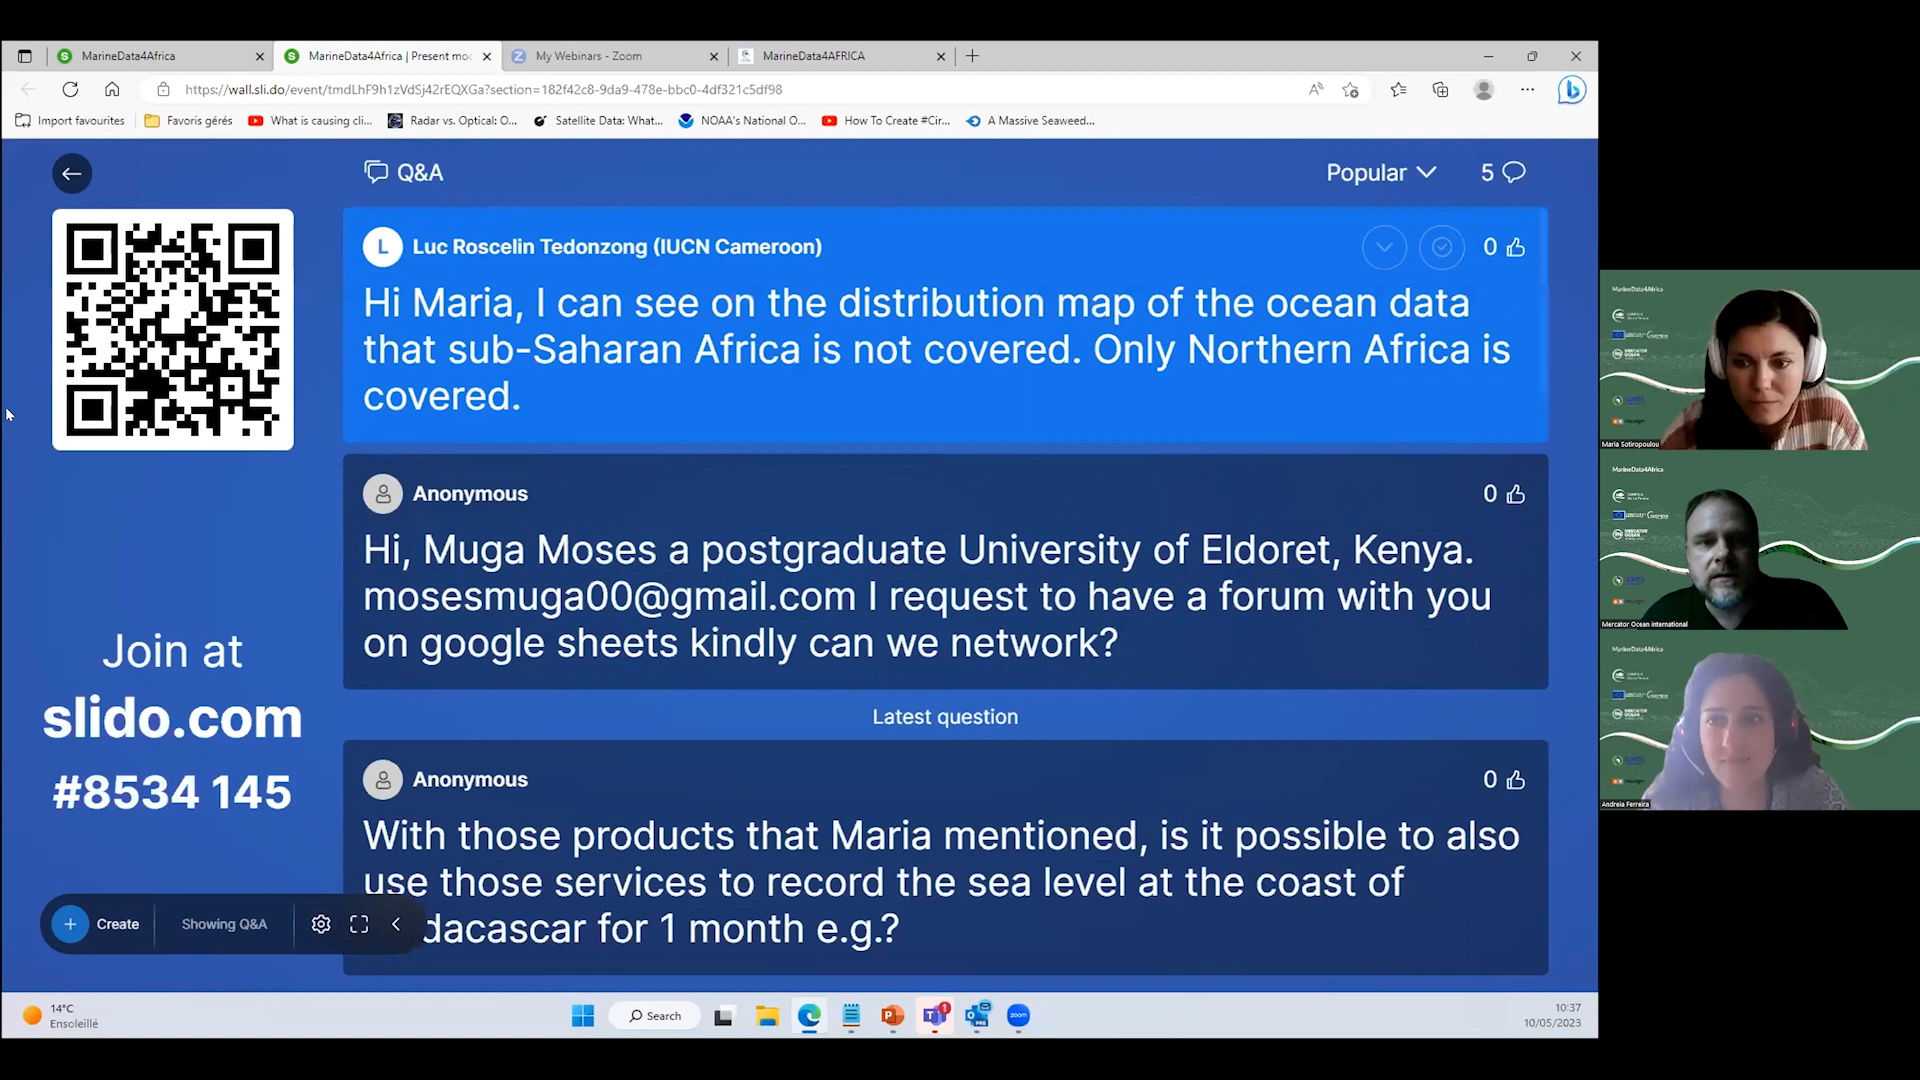 MarineData4Africa
MarineData4Africa | Present mod
My Webinars - Zoom
MarineData4AFRICA
https://wall.sli.do/event/tmdLhF9h1zVdSj42rEQXGa?section=182f42c8-9da9-478e-bbc0-4df321c5df98
Import favourites
Favoris gérés
What is causing cli...
Radar vs. Optical: O...
Satellite Data: What...
NOAA's National O...
How To Create #Cir...
A Massive Seaweed...
Q&A
Popular
5
L
Luc Roscelin Tedonzong (IUCN Cameroon)
0
Hi Maria, I can see on the distribution map of the ocean data
that sub-Saharan Africa is not covered. Only Northern Africa is
covered.
Anonymous
0
Hi, Muga Moses a postgraduate University of Eldoret, Kenya.
mosesmuga00@gmail.com I request to have a forum with you
on google sheets kindly can we network?
Latest question
Anonymous
0
With those products that Maria mentioned, is it possible to also
use those services to record the sea level at the coast of
dacascar for 1 month e.g.?
Join at
slido.com
#8534 145
Create
Showing Q&A
14°C
Ensoleillé
Search
10:37
10/05/2023
MarineData4Africa
Maria Sotiropoulou
MarineData4Africa
Mercator Ocean international
MarineData4Africa
Andreia Ferreira